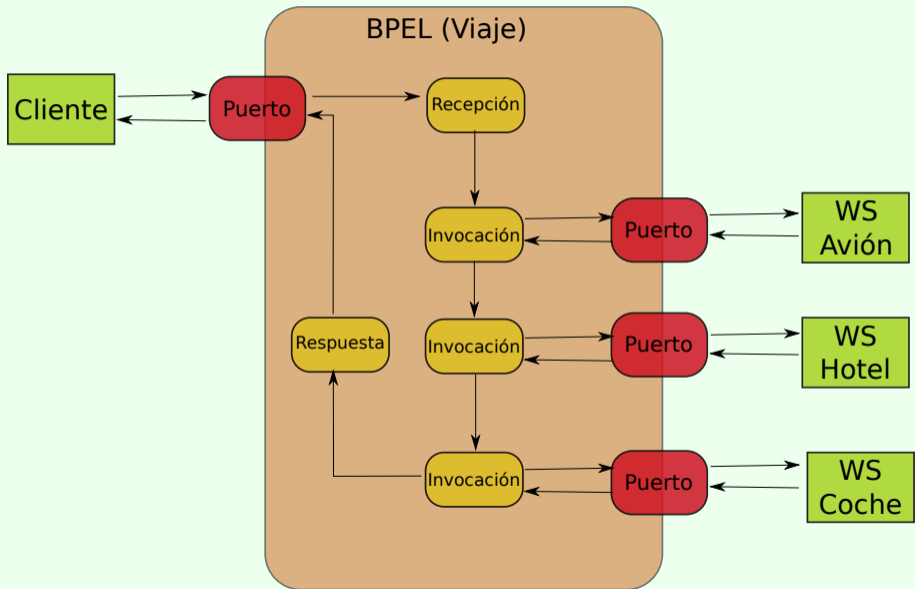 BPEL (Viaje)
Cliente
Puerto
Recepción
Invocación
Puerto
WS
Avión
Respuesta
Invocación
Puerto
WS
Hotel
Invocación
Puerto
WS
Coche